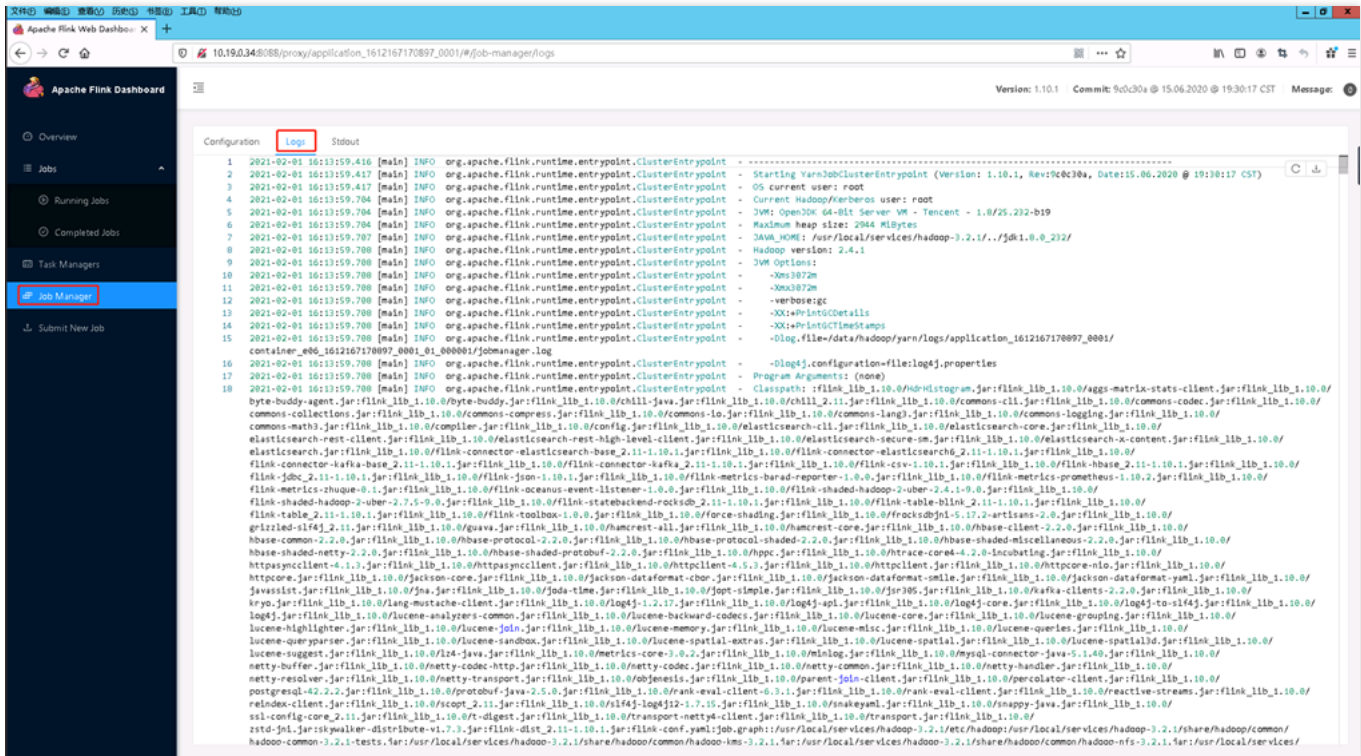 文件(F) 编辑(E) 查看(V) 历史(S) 书签(B) 工具(T) 帮助(H)
Apache Flink Web Dashboar
10.19.0.34:8088/proxy/application_1612167170897_0001/#/job-manager/logs
Apache Flink Dashboard
Version: 1.10.1 Commit: 9c0c30a @ 15.06.2020 @ 19:30:17 CST Message: 0
Overview
Jobs
Running Jobs
Completed Jobs
Task Managers
Job Manager
Submit New Job
Configuration Logs Stdout
1 2021-02-01 16:13:59.416 [main] INFO org.apache.flink.runtime.entrypoint.ClusterEntrypoint - --------------------------------------------------------------------------------
2 2021-02-01 16:13:59.417 [main] INFO org.apache.flink.runtime.entrypoint.ClusterEntrypoint - Starting YarnJobClusterEntrypoint (Version: 1.10.1, Rev:9c0c30a, Date:15.06.2020 @ 19:30:17 CST)
3 2021-02-01 16:13:59.417 [main] INFO org.apache.flink.runtime.entrypoint.ClusterEntrypoint - OS current user: root
4 2021-02-01 16:13:59.704 [main] INFO org.apache.flink.runtime.entrypoint.ClusterEntrypoint - Current Hadoop/Kerberos user: root
5 2021-02-01 16:13:59.704 [main] INFO org.apache.flink.runtime.entrypoint.ClusterEntrypoint - JVM: OpenJDK 64-Bit Server VM - Tencent - 1.8/25.232-b19
6 2021-02-01 16:13:59.704 [main] INFO org.apache.flink.runtime.entrypoint.ClusterEntrypoint - Maximum heap size: 2944 MiBytes
7 2021-02-01 16:13:59.707 [main] INFO org.apache.flink.runtime.entrypoint.ClusterEntrypoint - JAVA_HOME: /usr/local/services/hadoop-3.2.1/../jdk1.8.0_232/
8 2021-02-01 16:13:59.708 [main] INFO org.apache.flink.runtime.entrypoint.ClusterEntrypoint - Hadoop version: 2.4.1
9 2021-02-01 16:13:59.708 [main] INFO org.apache.flink.runtime.entrypoint.ClusterEntrypoint - JVM Options:
10 2021-02-01 16:13:59.708 [main] INFO org.apache.flink.runtime.entrypoint.ClusterEntrypoint - -Xms3072m
11 2021-02-01 16:13:59.708 [main] INFO org.apache.flink.runtime.entrypoint.ClusterEntrypoint - -Xmx3072m
12 2021-02-01 16:13:59.708 [main] INFO org.apache.flink.runtime.entrypoint.ClusterEntrypoint - -verbose:gc
13 2021-02-01 16:13:59.708 [main] INFO org.apache.flink.runtime.entrypoint.ClusterEntrypoint - -XX:+PrintGCDetails
14 2021-02-01 16:13:59.708 [main] INFO org.apache.flink.runtime.entrypoint.ClusterEntrypoint - -XX:+PrintGCTimeStamps
15 2021-02-01 16:13:59.708 [main] INFO org.apache.flink.runtime.entrypoint.ClusterEntrypoint - -Dlog.file=/data/hadoop/yarn/logs/application_1612167170897_0001/
container_e06_1612167170897_0001_01_000001/jobmanager.log
16 2021-02-01 16:13:59.708 [main] INFO org.apache.flink.runtime.entrypoint.ClusterEntrypoint - -Dlog4j.configuration=file:log4j.properties
17 2021-02-01 16:13:59.708 [main] INFO org.apache.flink.runtime.entrypoint.ClusterEntrypoint - Program Arguments: (none)
18 2021-02-01 16:13:59.708 [main] INFO org.apache.flink.runtime.entrypoint.ClusterEntrypoint - Classpath: :flink_lib_1.10.0/HdrHistogram.jar:flink_lib_1.10.0/aggs-matrix-stats-client.jar:flink_lib_1.10.0/
byte-buddy-agent.jar:flink_lib_1.10.0/byte-buddy.jar:flink_lib_1.10.0/chill-java.jar:flink_lib_1.10.0/chill_2.11.jar:flink_lib_1.10.0/commons-cli.jar:flink_lib_1.10.0/commons-codec.jar:flink_lib_1.10.0/
commons-collections.jar:flink_lib_1.10.0/commons-compress.jar:flink_lib_1.10.0/commons-io.jar:flink_lib_1.10.0/commons-lang3.jar:flink_lib_1.10.0/commons-logging.jar:flink_lib_1.10.0/
commons-math3.jar:flink_lib_1.10.0/compiler.jar:flink_lib_1.10.0/config.jar:flink_lib_1.10.0/elasticsearch-cli.jar:flink_lib_1.10.0/elasticsearch-core.jar:flink_lib_1.10.0/
elasticsearch-rest-client.jar:flink_lib_1.10.0/elasticsearch-rest-high-level-client.jar:flink_lib_1.10.0/elasticsearch-secure-sm.jar:flink_lib_1.10.0/elasticsearch-x-content.jar:flink_lib_1.10.0/
elasticsearch.jar:flink_lib_1.10.0/flink-connector-elasticsearch-base_2.11-1.10.1.jar:flink_lib_1.10.0/flink-connector-elasticsearch6_2.11-1.10.1.jar:flink_lib_1.10.0/
flink-connector-kafka-base_2.11-1.10.1.jar:flink_lib_1.10.0/flink-connector-kafka_2.11-1.10.1.jar:flink_lib_1.10.0/flink-csv-1.10.1.jar:flink_lib_1.10.0/flink-hbase_2.11-1.10.1.jar:flink_lib_1.10.0/
flink-jdbc_2.11-1.10.1.jar:flink_lib_1.10.0/flink-json-1.10.1.jar:flink_lib_1.10.0/flink-metrics-barad-reporter-1.0.0.jar:flink_lib_1.10.0/flink-metrics-prometheus-1.10.2.jar:flink_lib_1.10.0/
flink-metrics-zhuque-0.1.jar:flink_lib_1.10.0/flink-oceanus-event-listener-1.0.0.jar:flink_lib_1.10.0/flink-shaded-hadoop-2-uber-2.4.1-9.0.jar:flink_lib_1.10.0/
flink-shaded-hadoop-2-uber-2.7.5-9.0.jar:flink_lib_1.10.0/flink-statebackend-rocksdb_2.11-1.10.1.jar:flink_lib_1.10.0/flink-table-blink_2.11-1.10.1.jar:flink_lib_1.10.0/
flink-table_2.11-1.10.1.jar:flink_lib_1.10.0/flink-toolbox-1.0.0.jar:flink_lib_1.10.0/force-shading.jar:flink_lib_1.10.0/frocksdbjni-5.17.2-artisans-2.0.jar:flink_lib_1.10.0/
grizzled-slf4j_2.11.jar:flink_lib_1.10.0/guava.jar:flink_lib_1.10.0/hamcrest-all.jar:flink_lib_1.10.0/hamcrest-core.jar:flink_lib_1.10.0/hbase-client-2.2.0.jar:flink_lib_1.10.0/
hbase-common-2.2.0.jar:flink_lib_1.10.0/hbase-protocol-2.2.0.jar:flink_lib_1.10.0/hbase-protocol-shaded-2.2.0.jar:flink_lib_1.10.0/hbase-shaded-miscellaneous-2.2.0.jar:flink_lib_1.10.0/
hbase-shaded-netty-2.2.0.jar:flink_lib_1.10.0/hbase-shaded-protobuf-2.2.0.jar:flink_lib_1.10.0/hppc.jar:flink_lib_1.10.0/htrace-core4-4.2.0-incubating.jar:flink_lib_1.10.0/
httpasyncclient-4.1.3.jar:flink_lib_1.10.0/httpasyncclient.jar:flink_lib_1.10.0/httpclient-4.5.3.jar:flink_lib_1.10.0/httpclient.jar:flink_lib_1.10.0/httpcore-nio.jar:flink_lib_1.10.0/
httpcore.jar:flink_lib_1.10.0/jackson-core.jar:flink_lib_1.10.0/jackson-dataformat-cbor.jar:flink_lib_1.10.0/jackson-dataformat-smile.jar:flink_lib_1.10.0/jackson-dataformat-yaml.jar:flink_lib_1.10.0/
javassist.jar:flink_lib_1.10.0/jna.jar:flink_lib_1.10.0/joda-time.jar:flink_lib_1.10.0/jopt-simple.jar:flink_lib_1.10.0/jsr305.jar:flink_lib_1.10.0/kafka-clients-2.2.0.jar:flink_lib_1.10.0/
kryo.jar:flink_lib_1.10.0/lang-mustache-client.jar:flink_lib_1.10.0/log4j-1.2.17.jar:flink_lib_1.10.0/log4j-api.jar:flink_lib_1.10.0/log4j-core.jar:flink_lib_1.10.0/log4j-to-slf4j.jar:flink_lib_1.10.0/
log4j.jar:flink_lib_1.10.0/lucene-analyzers-common.jar:flink_lib_1.10.0/lucene-backward-codecs.jar:flink_lib_1.10.0/lucene-core.jar:flink_lib_1.10.0/lucene-grouping.jar:flink_lib_1.10.0/
lucene-highlighter.jar:flink_lib_1.10.0/lucene-join.jar:flink_lib_1.10.0/lucene-memory.jar:flink_lib_1.10.0/lucene-misc.jar:flink_lib_1.10.0/lucene-queries.jar:flink_lib_1.10.0/
lucene-queryparser.jar:flink_lib_1.10.0/lucene-sandbox.jar:flink_lib_1.10.0/lucene-spatial-extras.jar:flink_lib_1.10.0/lucene-spatial.jar:flink_lib_1.10.0/lucene-spatial3d.jar:flink_lib_1.10.0/
lucene-suggest.jar:flink_lib_1.10.0/lz4-java.jar:flink_lib_1.10.0/metrics-core-3.0.2.jar:flink_lib_1.10.0/minlog.jar:flink_lib_1.10.0/mysql-connector-java-5.1.40.jar:flink_lib_1.10.0/
netty-buffer.jar:flink_lib_1.10.0/netty-codec-http.jar:flink_lib_1.10.0/netty-codec.jar:flink_lib_1.10.0/netty-common.jar:flink_lib_1.10.0/netty-handler.jar:flink_lib_1.10.0/
netty-resolver.jar:flink_lib_1.10.0/netty-transport.jar:flink_lib_1.10.0/objenesis.jar:flink_lib_1.10.0/parent-join-client.jar:flink_lib_1.10.0/percolator-client.jar:flink_lib_1.10.0/
postgresql-42.2.2.jar:flink_lib_1.10.0/protobuf-java-2.5.0.jar:flink_lib_1.10.0/rank-eval-client-6.3.1.jar:flink_lib_1.10.0/rank-eval-client.jar:flink_lib_1.10.0/reactive-streams.jar:flink_lib_1.10.0/
reindex-client.jar:flink_lib_1.10.0/scopt_2.11.jar:flink_lib_1.10.0/slf4j-log4j12-1.7.15.jar:flink_lib_1.10.0/snakeyaml.jar:flink_lib_1.10.0/snappy-java.jar:flink_lib_1.10.0/
ssl-config-core_2.11.jar:flink_lib_1.10.0/t-digest.jar:flink_lib_1.10.0/transport-netty4-client.jar:flink_lib_1.10.0/transport.jar:flink_lib_1.10.0/
zstd-jni.jar:skywalker-distribute-v1.7.3.jar:flink-dist_2.11-1.10.1.jar:flink-conf.yaml:job.graph::/usr/local/services/hadoop-3.2.1/etc/hadoop:/usr/local/services/hadoop-3.2.1/share/hadoop/common/
hadoop-common-3.2.1-tests.jar:/usr/local/services/hadoop-3.2.1/share/hadoop/common/hadoop-kms-3.2.1.jar:/usr/local/services/hadoop-3.2.1/share/hadoop/common/hadoop-nfs-3.2.1.jar:/usr/local/services/